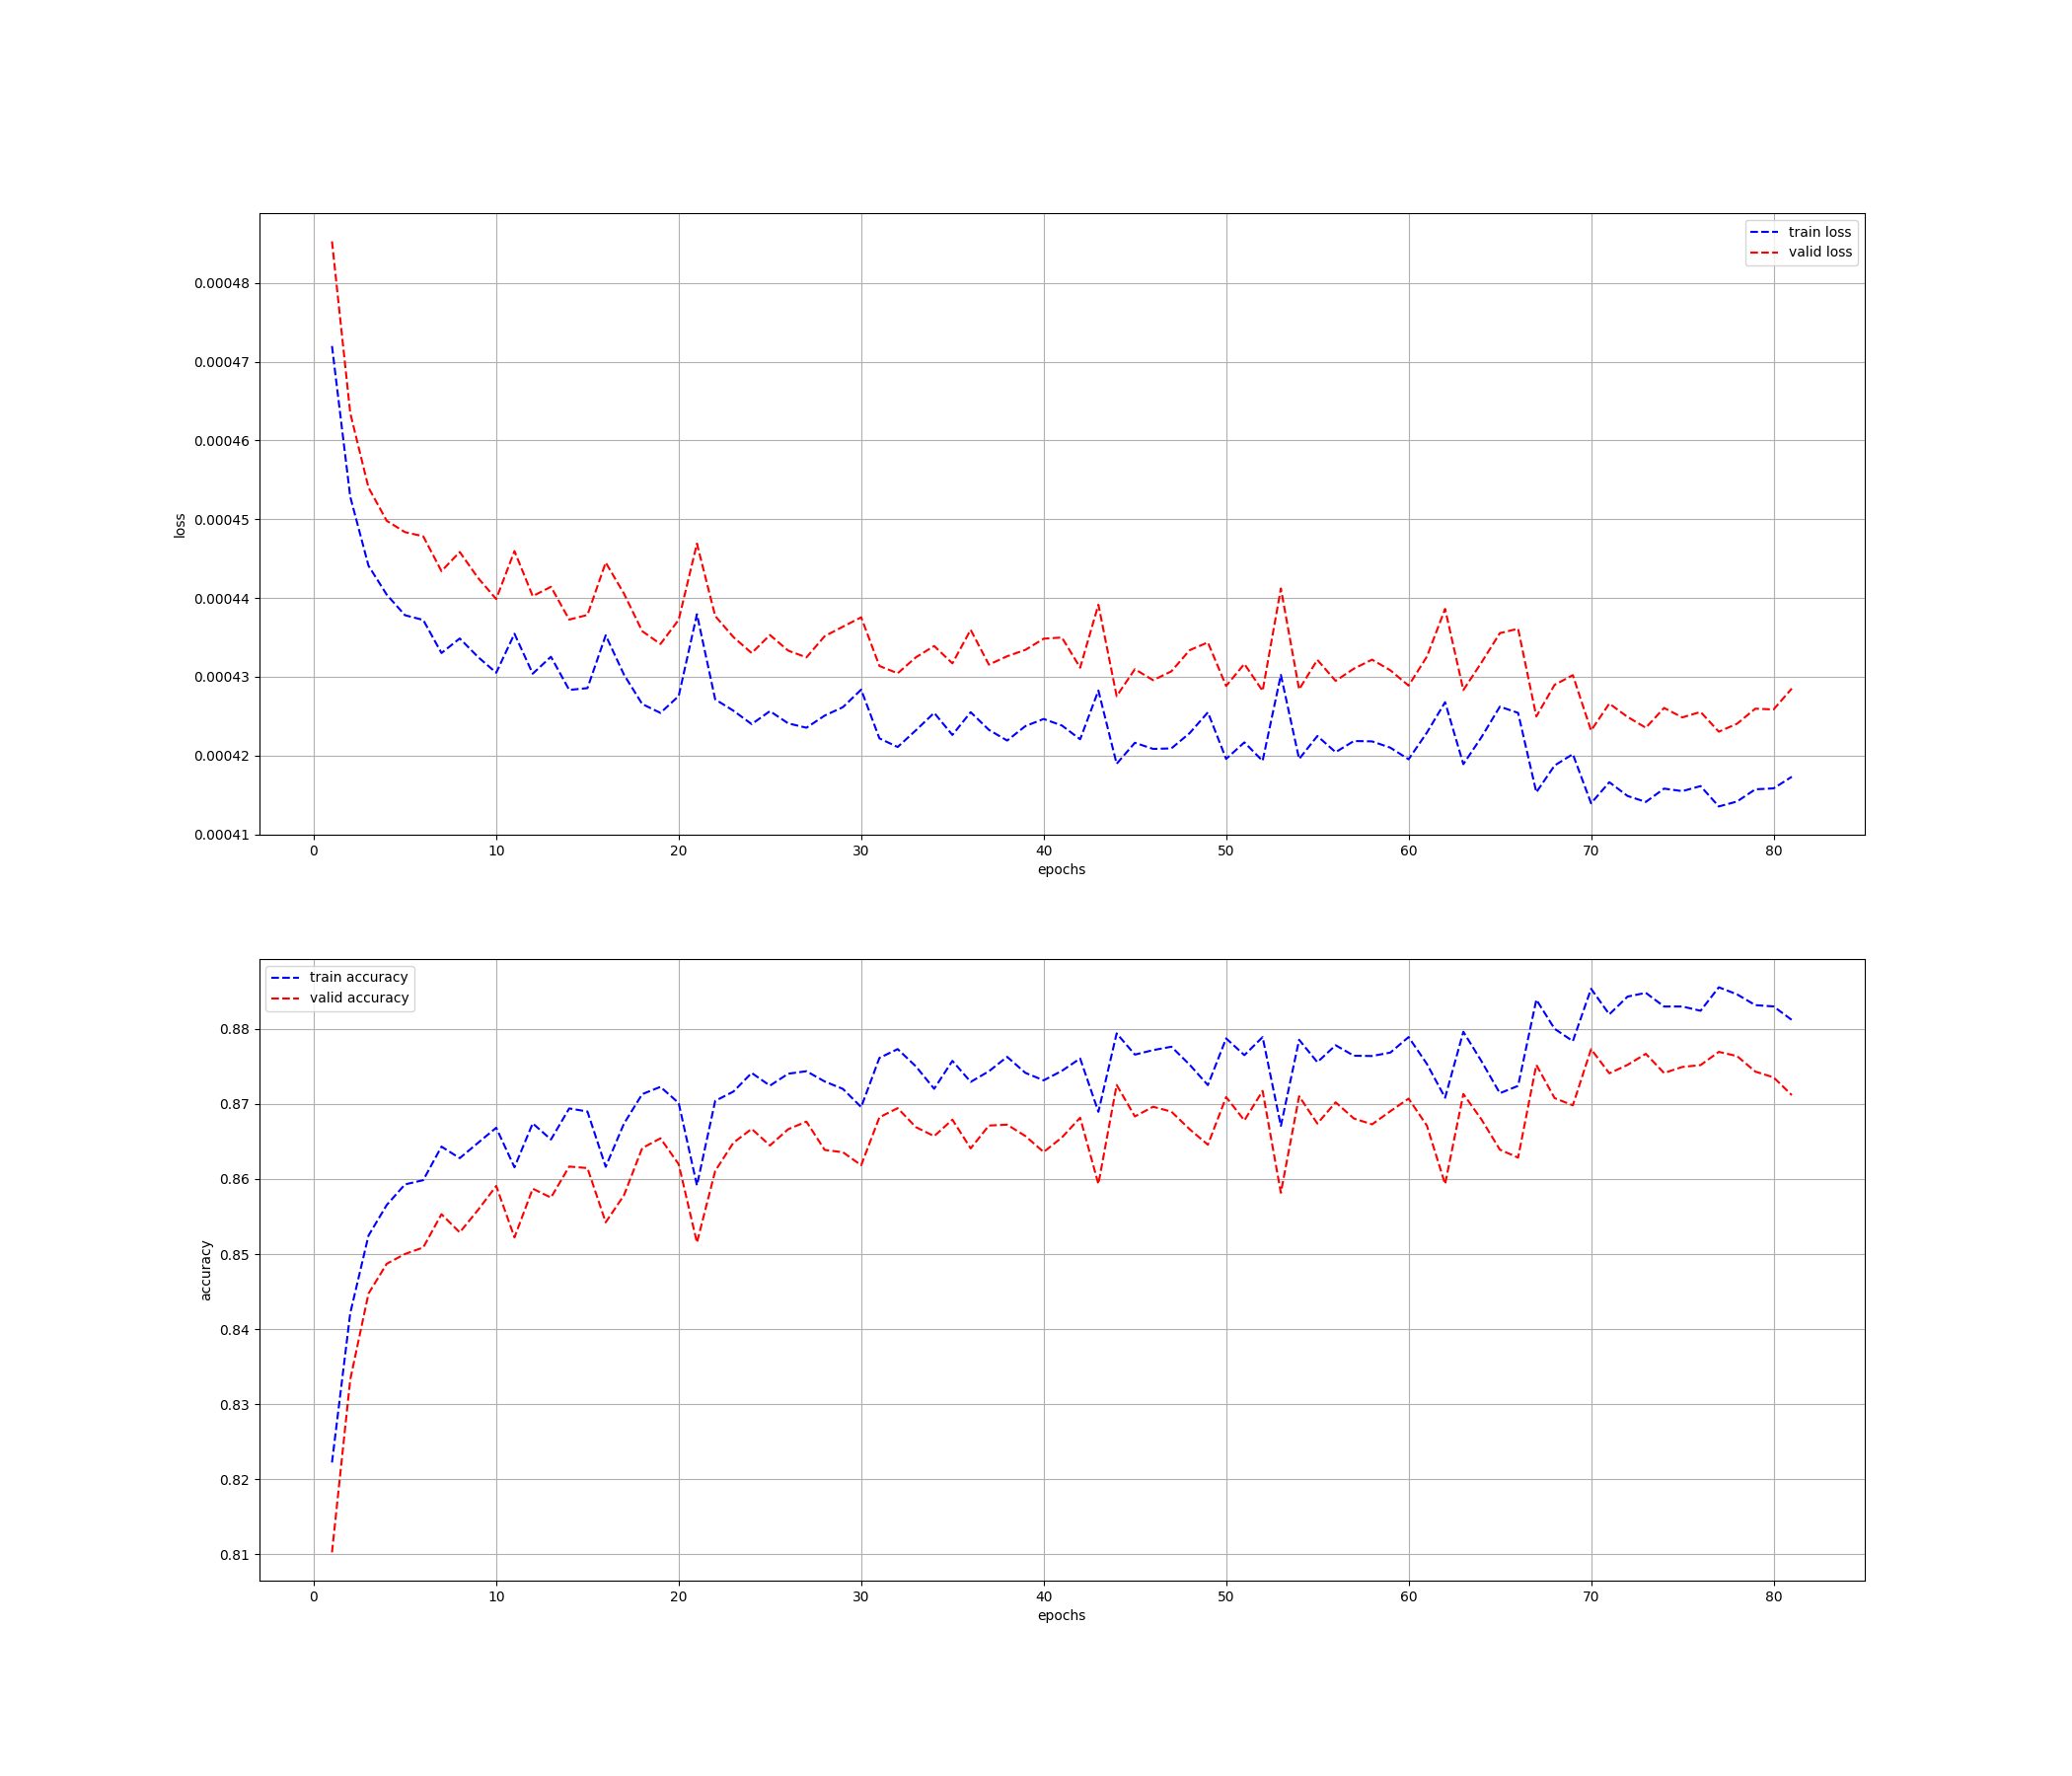 train loss
valid loss
0.00048
0.00047
0.00046
0.00045
0.00044
0.00043
0.00042
0.00041
loss
0 10 20 30 40 50 60 70 80
epochs
train accuracy
valid accuracy
0.88
0.87
0.86
0.85
0.84
0.83
0.82
0.81
accuracy
0 10 20 30 40 50 60 70 80
epochs